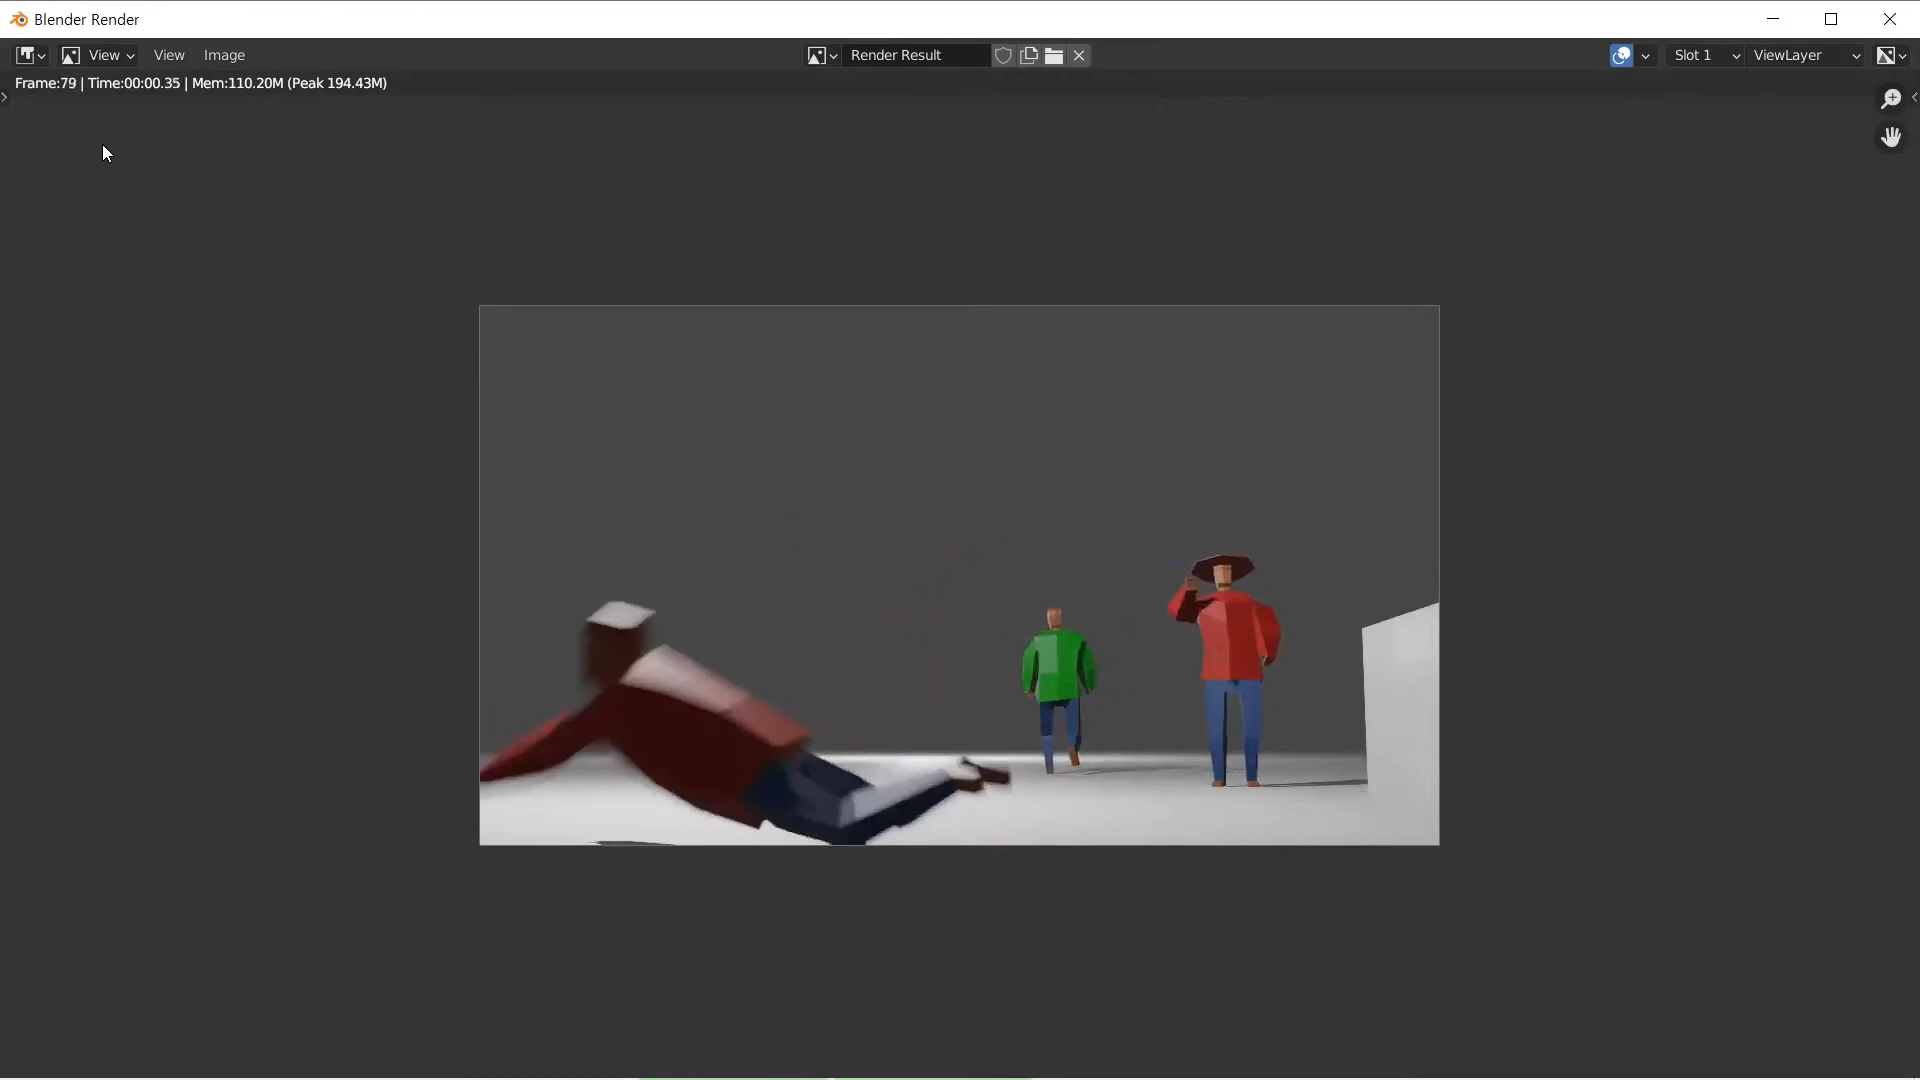 Blender Render
View View Image Render Result Slot 1 ViewLayer
Frame:79 | Time:00:00.35 | Mem:110.20M (Peak 194.43M)